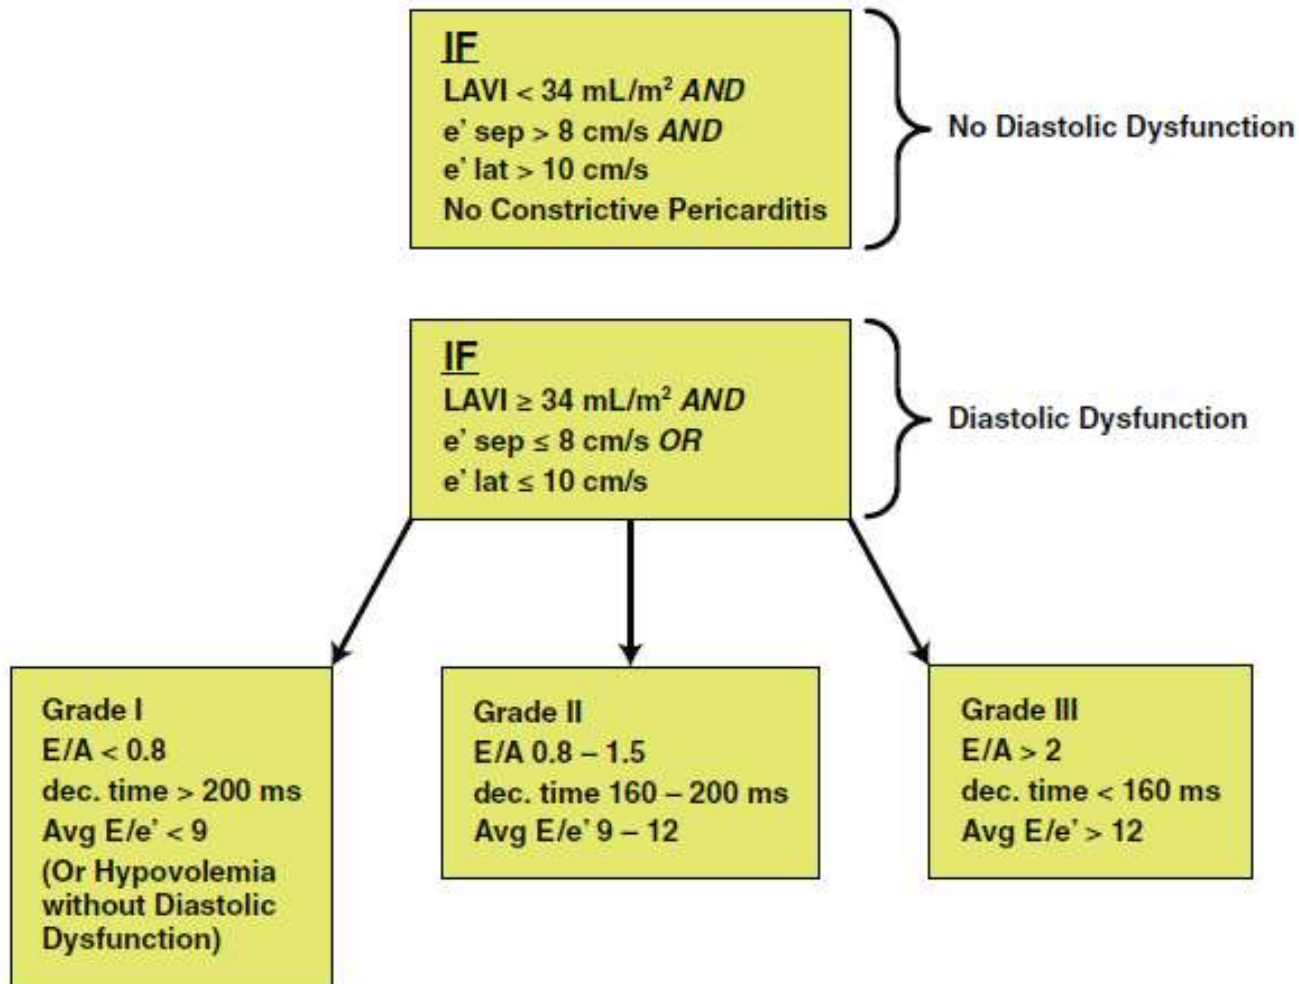 IF
LAVI < 34 mL/m² AND
e' sep > 8 cm/s AND
e' lat > 10 cm/s
No Constrictive Pericarditis
No Diastolic Dysfunction
IF
LAVI ≥ 34 mL/m² AND
e' sep ≤ 8 cm/s OR
e' lat ≤ 10 cm/s
Diastolic Dysfunction
Grade I
E/A < 0.8
dec. time > 200 ms
Avg E/e' < 9
(Or Hypovolemia
without Diastolic
Dysfunction)
Grade II
E/A 0.8 – 1.5
dec. time 160 – 200 ms
Avg E/e' 9 – 12
Grade III
E/A > 2
dec. time < 160 ms
Avg E/e' > 12